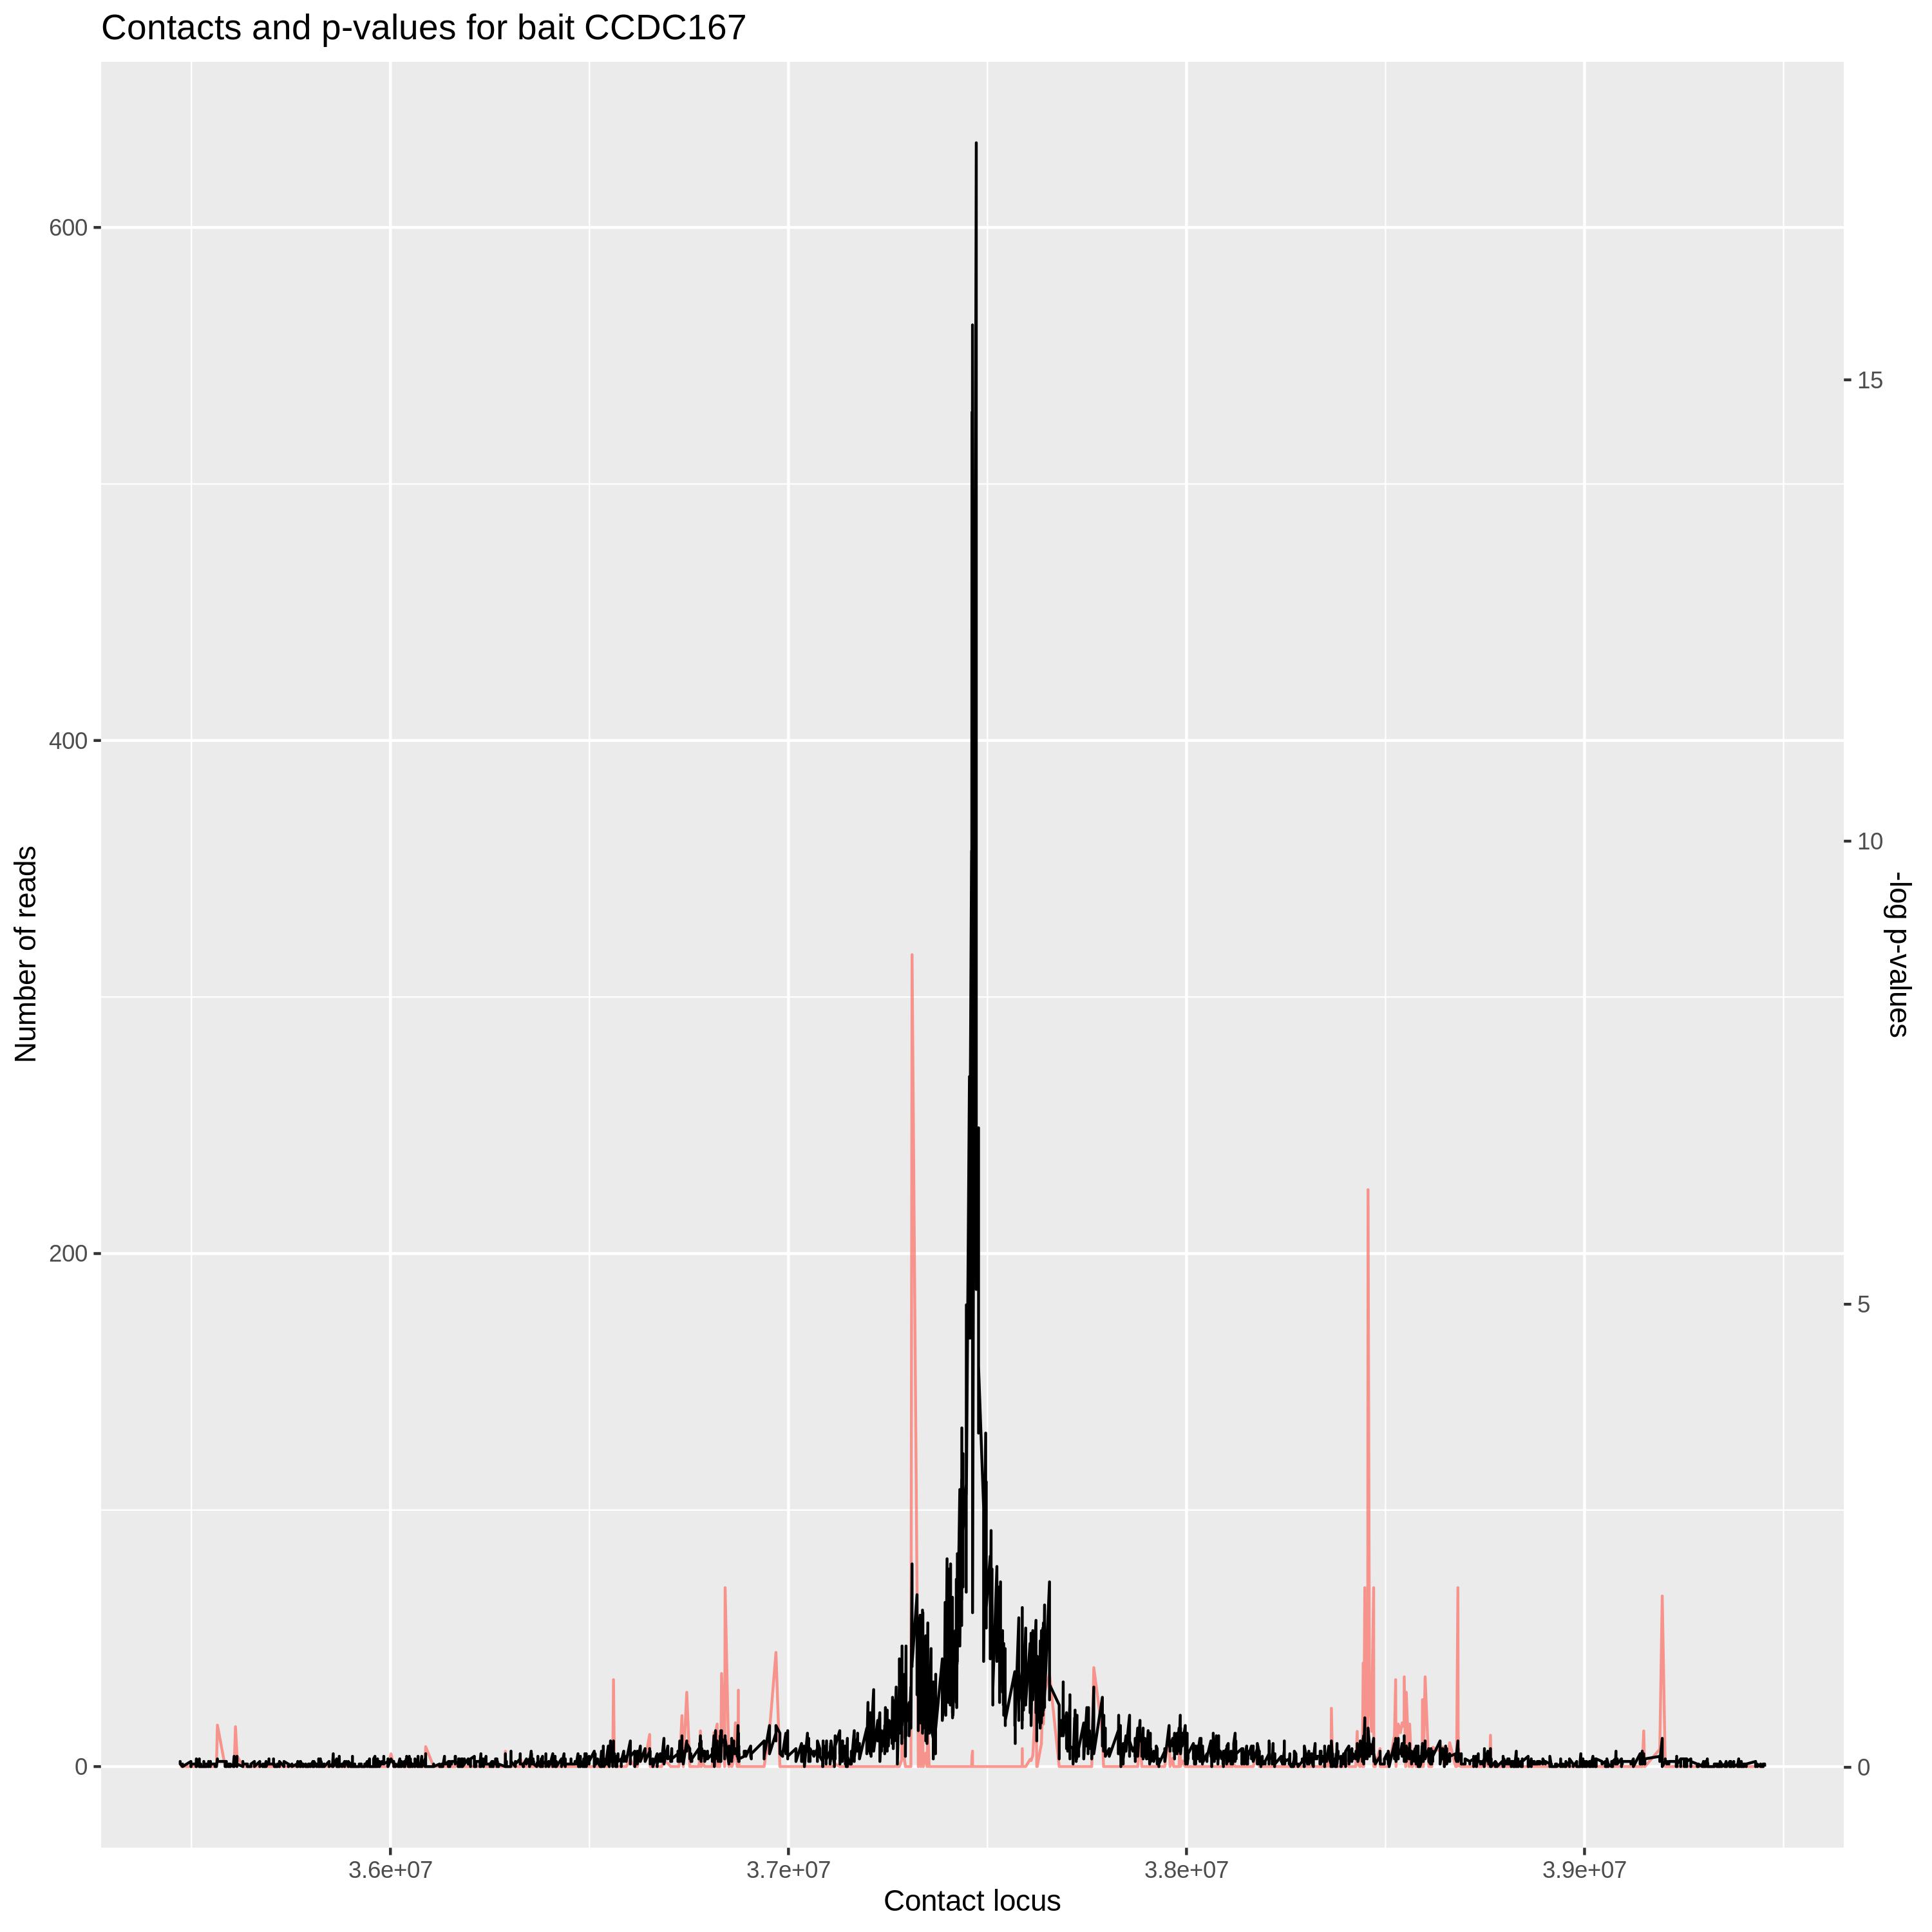 Contacts and p-values for bait CCDC167
600
400
200
0
Number of reads
15
10
5
0
-log p-values
3.6e+07
3.7e+07
3.8e+07
3.9e+07
Contact locus